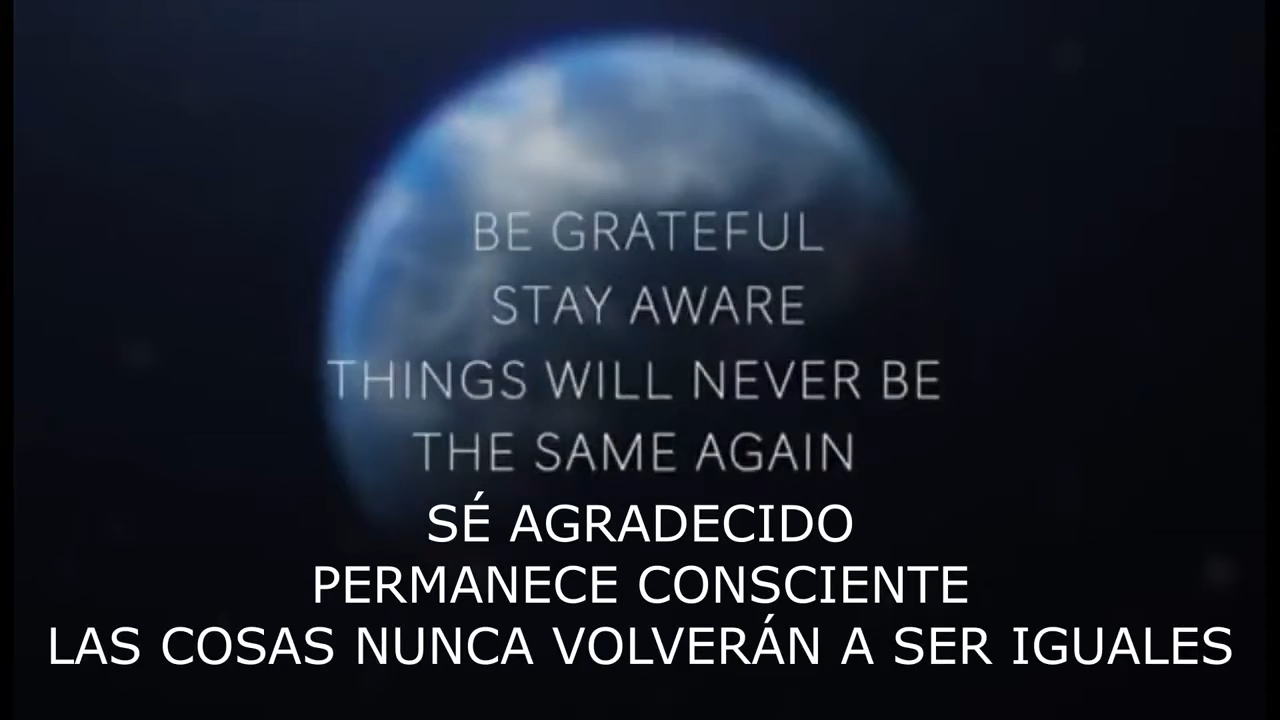 BE GRATEFUL
STAY AWARE
THINGS WILL NEVER BE
THE SAME AGAIN
SÉ AGRADECIDO
PERMANECE CONSCIENTE
LAS COSAS NUNCA VOLVERÁN A SER IGUALES